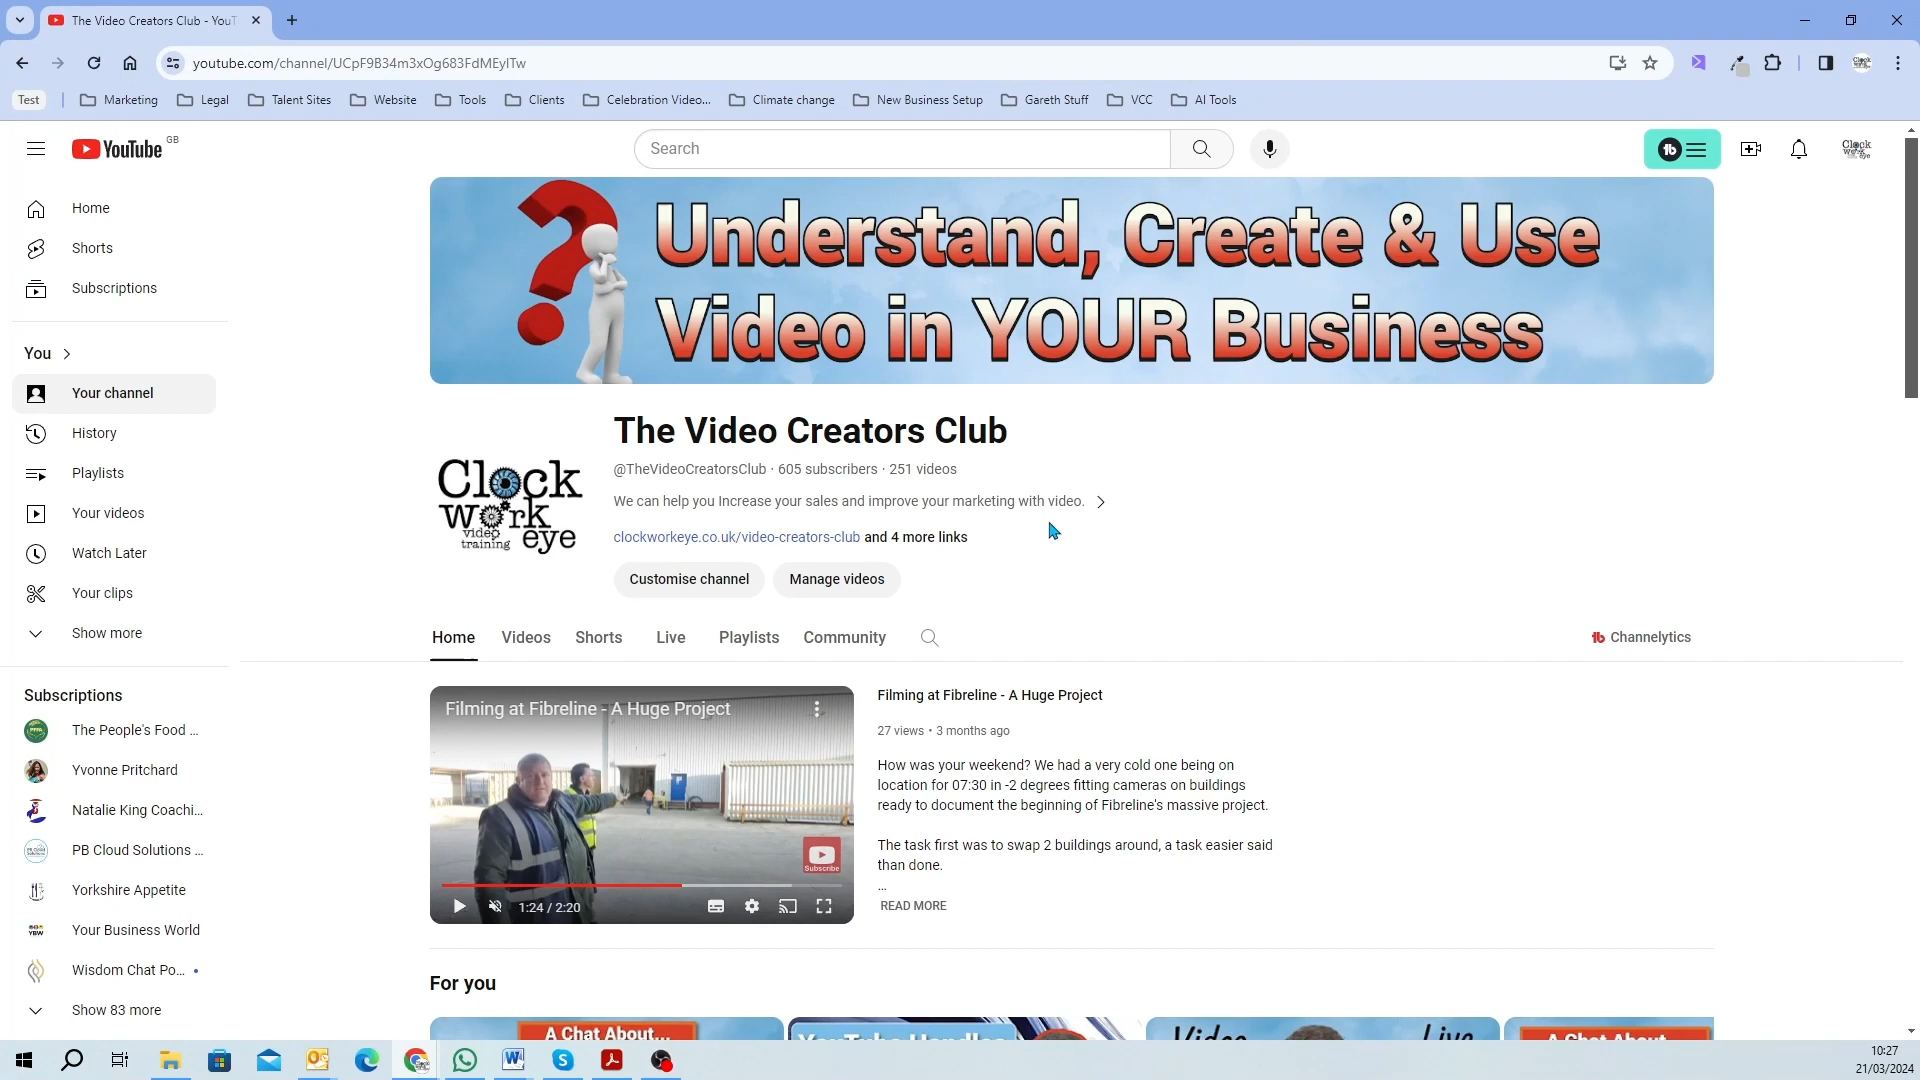 The Video Creators Club - YouT
youtube.com/channel/UCpF9B34m3xOg683FdMEyITw
Test
Marketing
Legal
Talent Sites
Website
Tools
Clients
Celebration Video...
Climate change
New Business Setup
Gareth Stuff
VCC
AI Tools
YouTube GB
Search
Clock
work
eye
Home
Shorts
Subscriptions
You
Your channel
History
Playlists
Your videos
Watch Later
Your clips
Show more
Subscriptions
The People's Food ...
Yvonne Pritchard
Natalie King Coachi...
PB Cloud Solutions ...
Yorkshire Appetite
Your Business World
Wisdom Chat Po...
Show 83 more
Understand, Create & Use
Video in YOUR Business
Clock
work
video
training
eye
The Video Creators Club
@TheVideoCreatorsClub · 605 subscribers · 251 videos
We can help you Increase your sales and improve your marketing with video.
clockworkeye.co.uk/video-creators-club and 4 more links
Customise channel
Manage videos
Home
Videos
Shorts
Live
Playlists
Community
Channelytics
Filming at Fibreline - A Huge Project
Subscribe
1:24 / 2:20
Filming at Fibreline - A Huge Project
27 views • 3 months ago
How was your weekend? We had a very cold one being on
location for 07:30 in -2 degrees fitting cameras on buildings
ready to document the beginning of Fibreline's massive project.
The task first was to swap 2 buildings around, a task easier said
than done.
...
READ MORE
For you
A Chat About...
YouTube Handles
Video
Live
A Chat About
10:27
21/03/2024